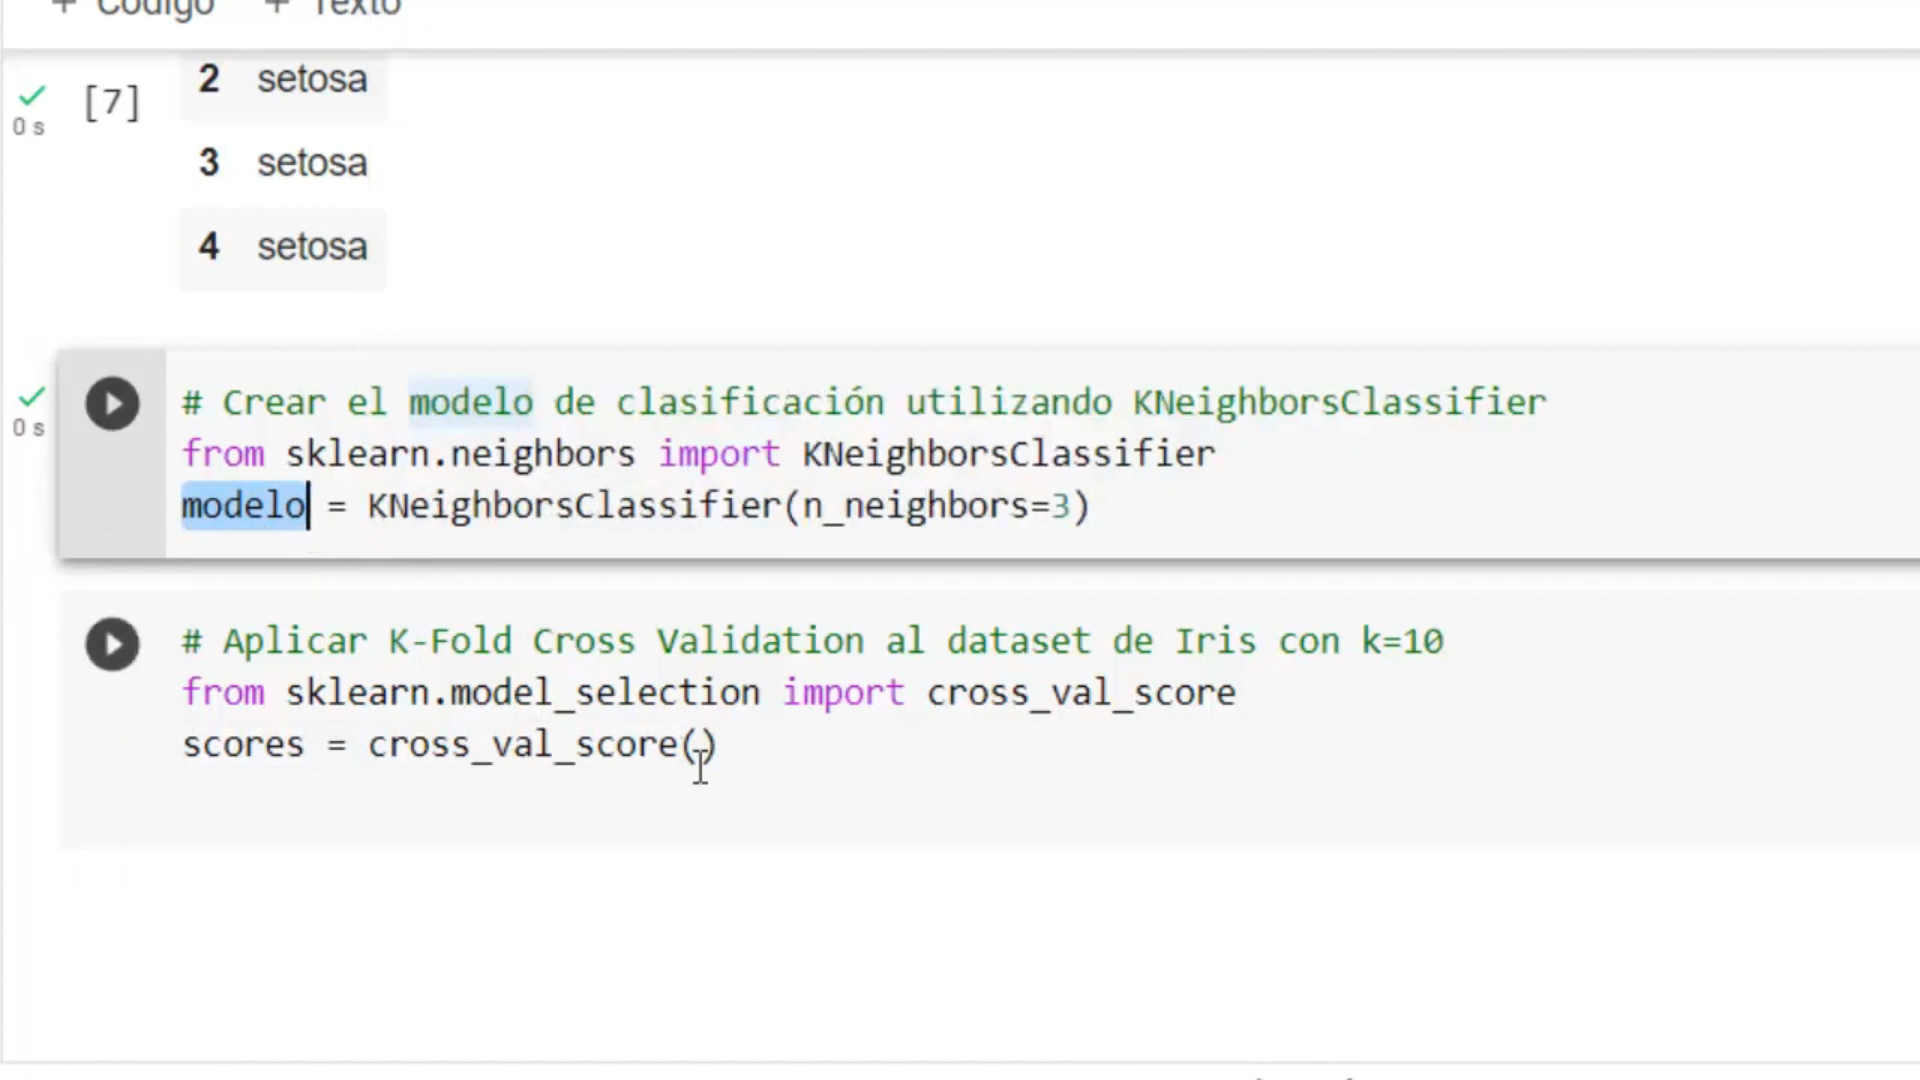 + Código + Texto
2 setosa
[7]
0 s
3 setosa
4 setosa
# Crear el modelo de clasificación utilizando KNeighborsClassifier
0 s
from sklearn.neighbors import KNeighborsClassifier
modelo = KNeighborsClassifier(n_neighbors=3)
# Aplicar K-Fold Cross Validation al dataset de Iris con k=10
from sklearn.model_selection import cross_val_score
scores = cross_val_score()